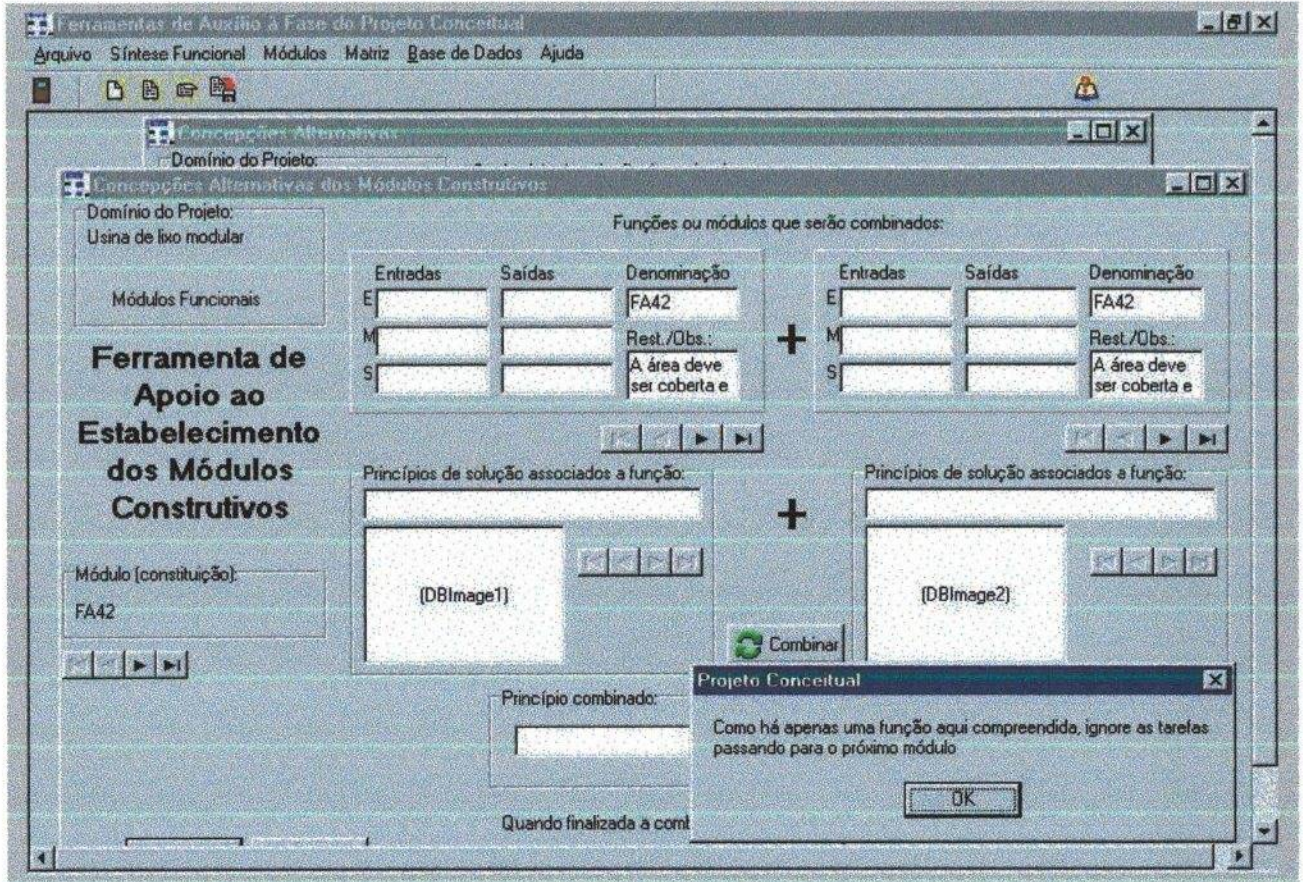 Ferramentas de Auxílio à Fase do Projeto Conceitual
Arquivo Síntese Funcional Módulos Matriz Base de Dados Ajuda
Concepções Alternativas
Domínio do Projeto:
Concepções Alternativas dos Módulos Construtivos
Domínio do Projeto:
Usina de lixo modular
Módulos Funcionais
Funções ou módulos que serão combinados:
Entradas Saídas Denominação
E FA42
M Rest./Obs.:
S A área deve
ser coberta e
+
Entradas Saídas Denominação
E FA42
M Rest./Obs.:
S A área deve
ser coberta e
Ferramenta de
Apoio ao
Estabelecimento
dos Módulos
Construtivos
Princípios de solução associados a função:
(DBImage1)
+
Princípios de solução associados a função:
(DBImage2)
Módulo (constituição):
FA42
Combinar
Princípio combinado:
Projeto Conceitual
Como há apenas uma função aqui compreendida, ignore as tarefas
passando para o próximo módulo
OK
Quando finalizada a comb